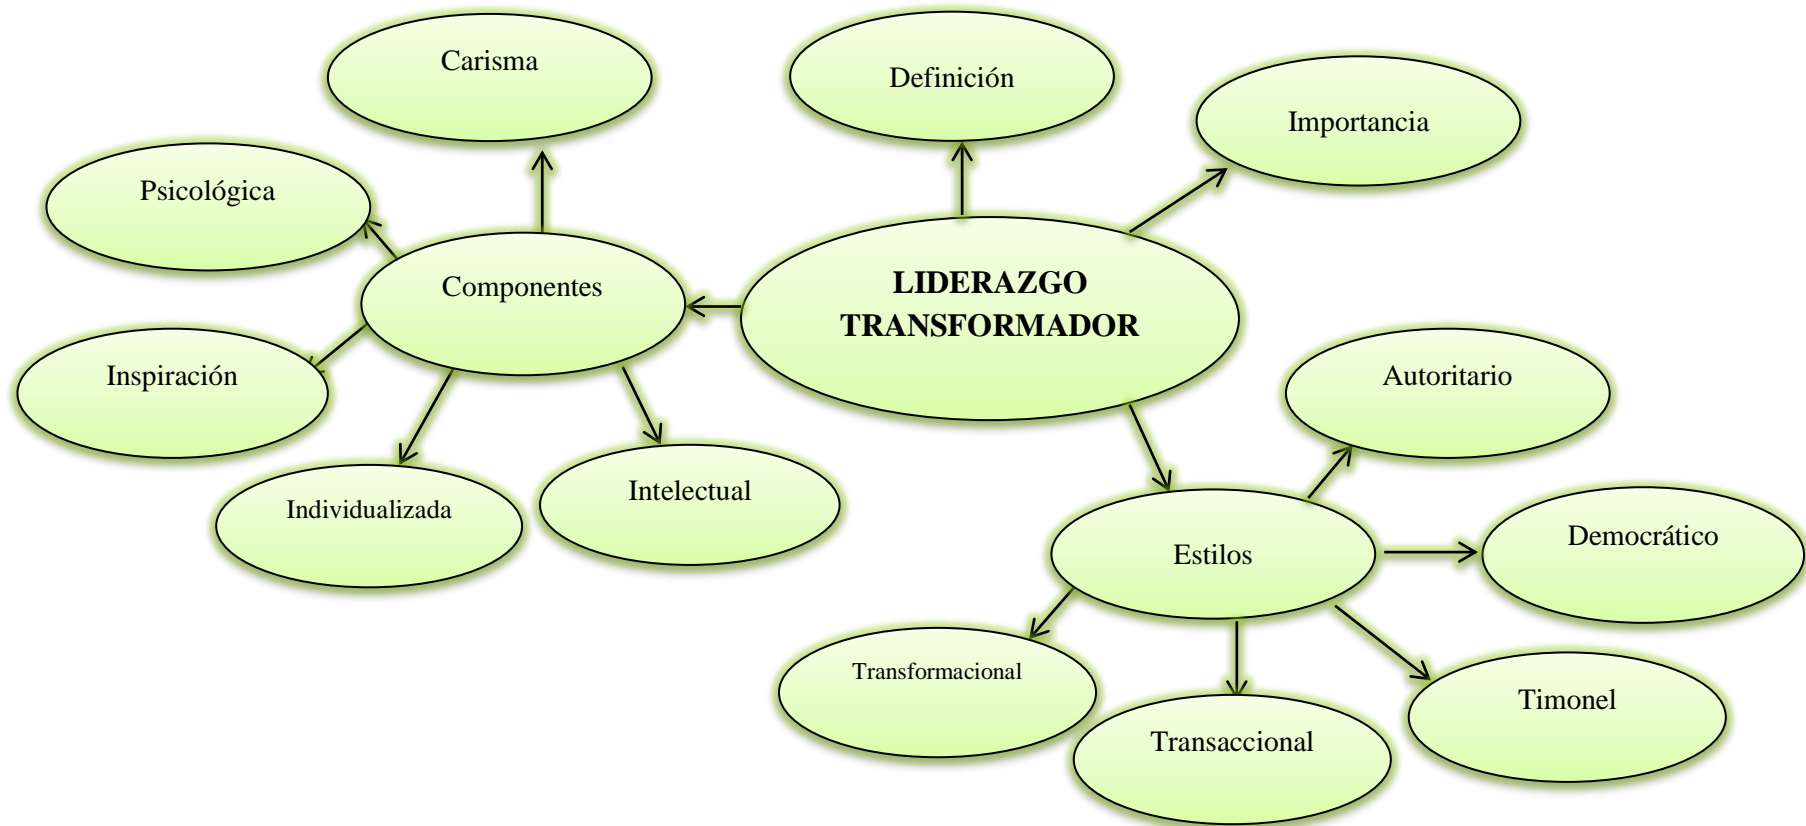 Carisma
Definición
Importancia
Psicológica
Componentes
LIDERAZGO
TRANSFORMADOR
Inspiración
Autoritario
Individualizada
Intelectual
Estilos
Democrático
Transformacional
Transaccional
Timonel